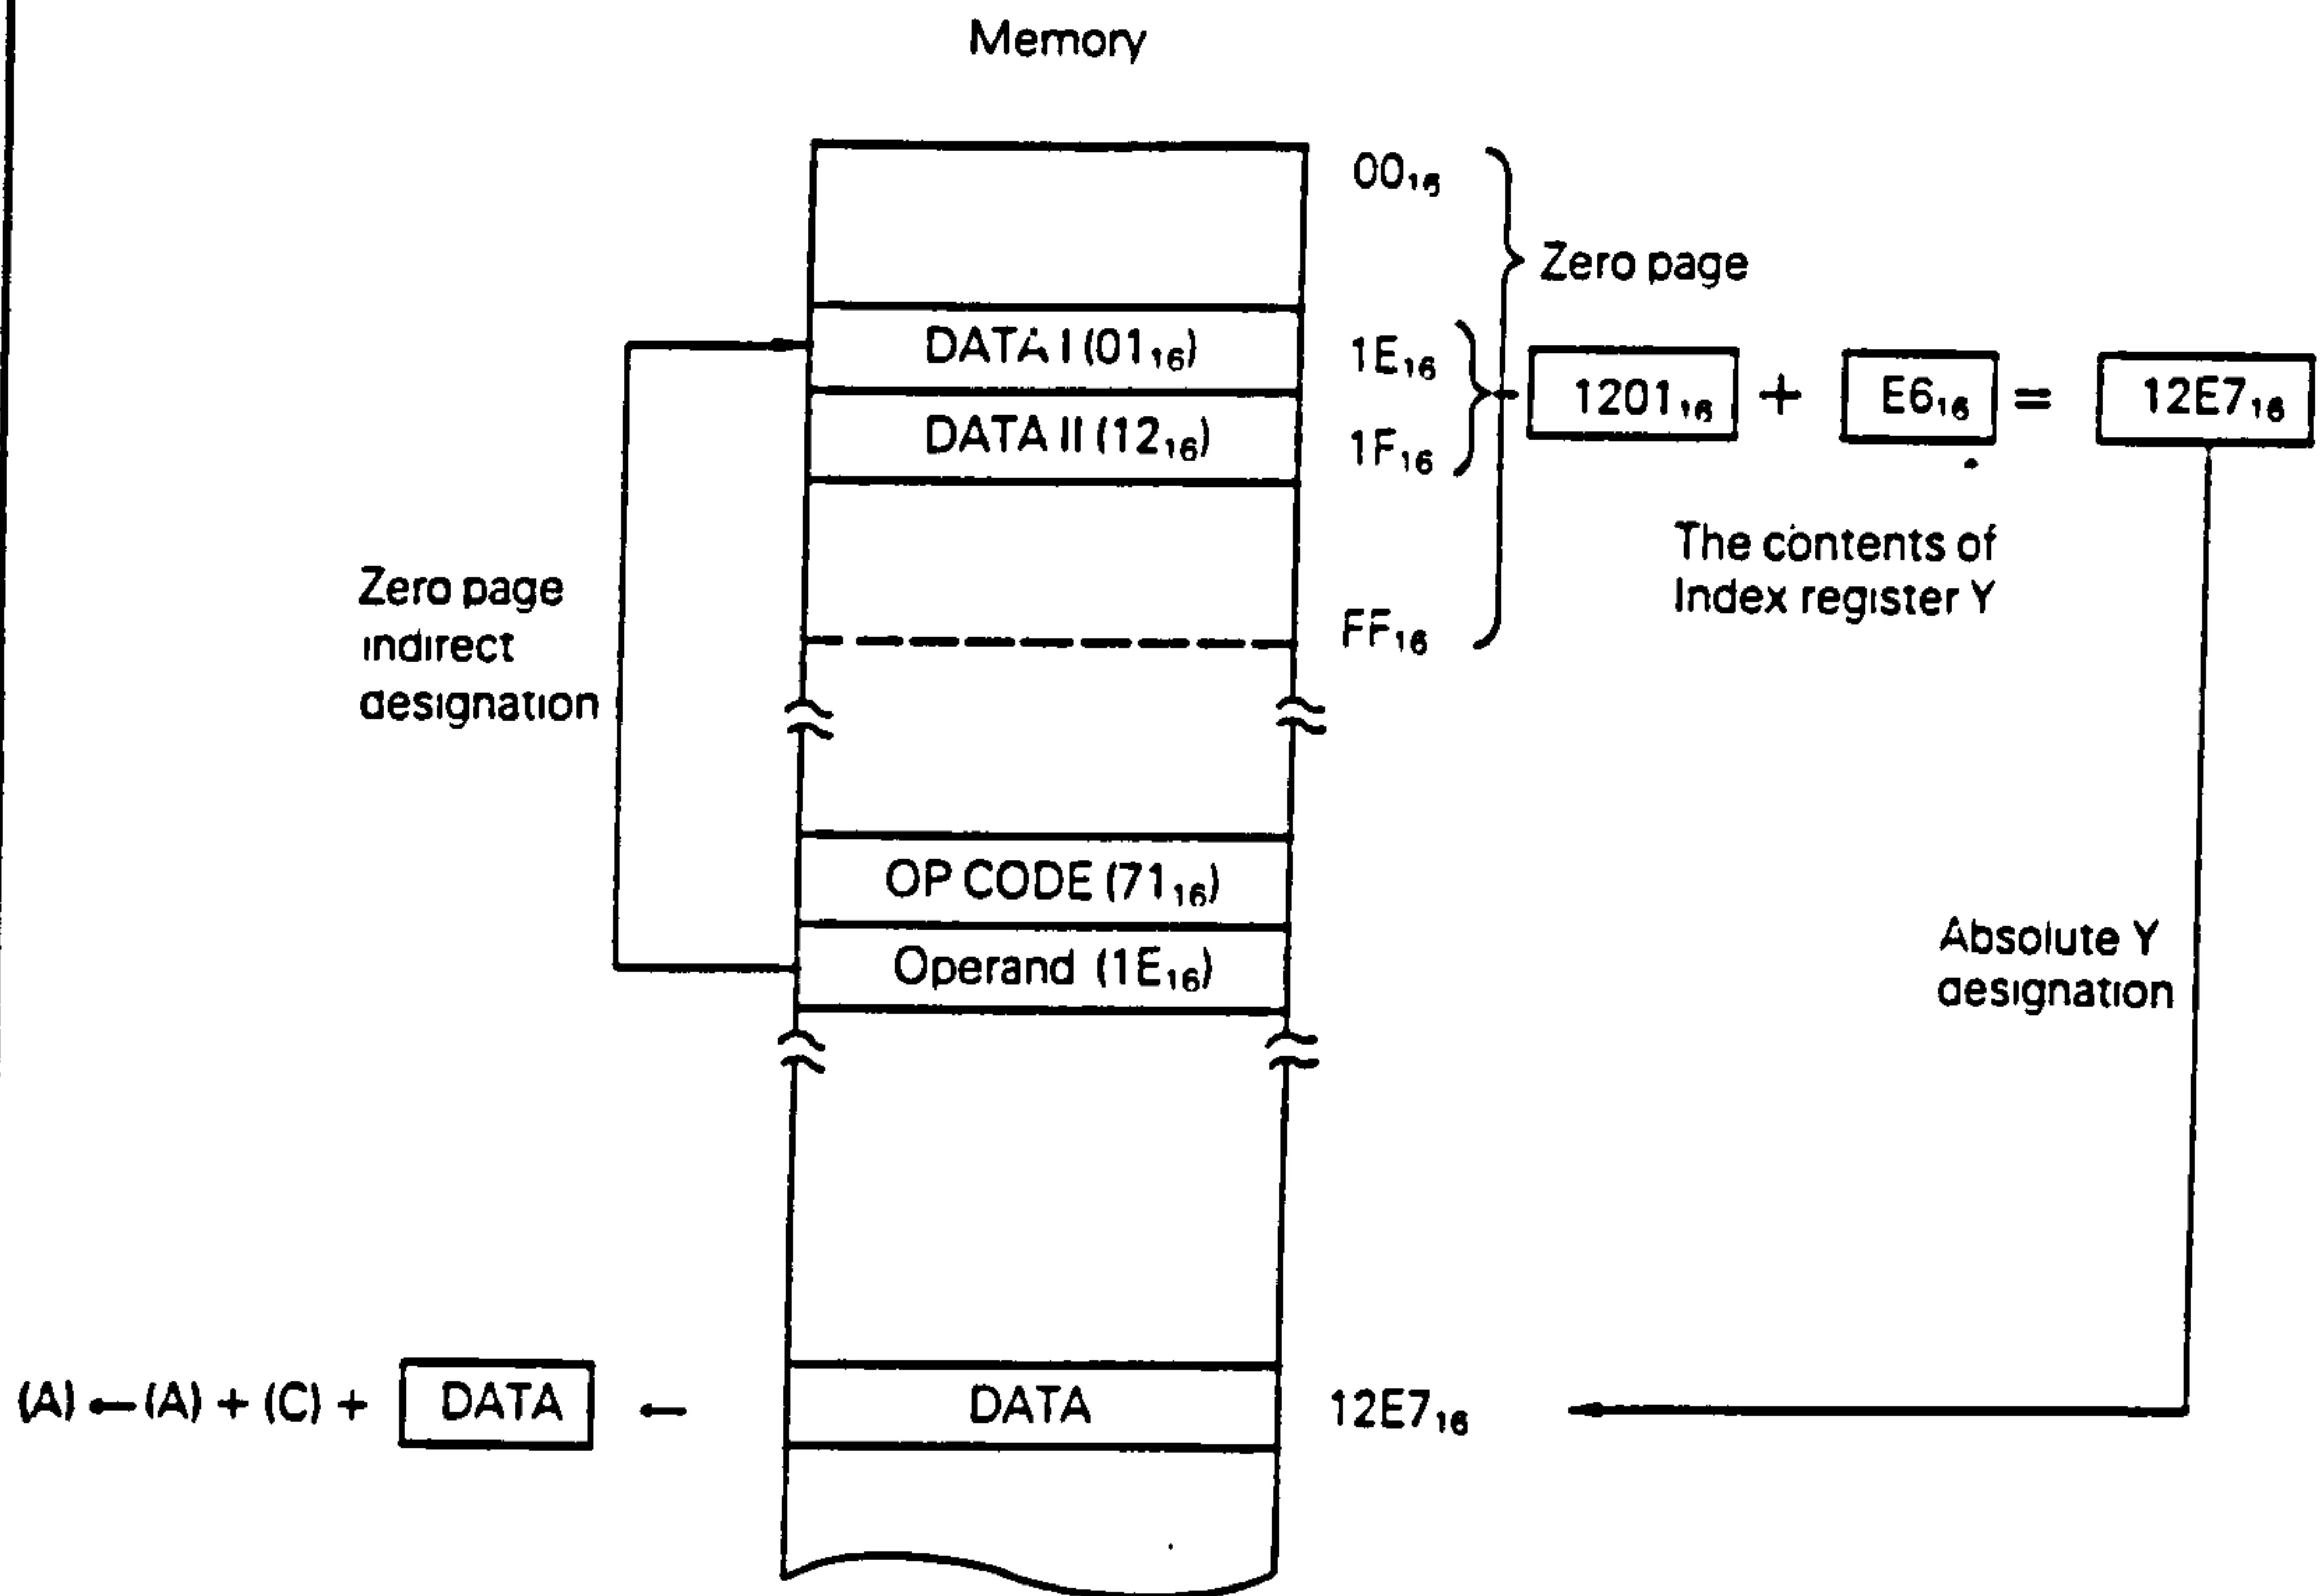 Memory
00₁₆
Zero page
DATA I (01₁₆)
1E₁₆
1201₁₆ + E6₁₆ = 12E7₁₆
DATA II (12₁₆)
1F₁₆
The contents of
Index register Y
Zero page
indirect
designation
FF₁₆
OP CODE (71₁₆)
Operand (1E₁₆)
Absolute Y
designation
(A) ← (A) + (C) + DATA ← DATA
12E7₁₆